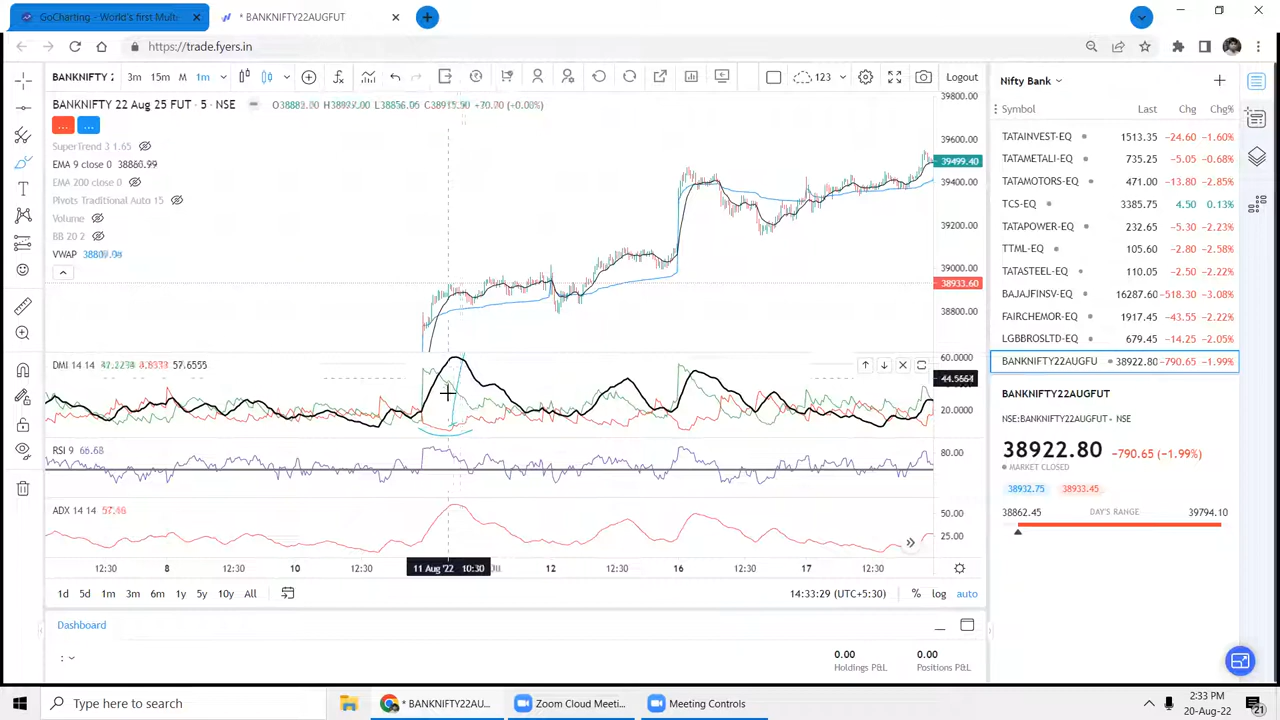 GoCharting - World's first Mult
* BANKNIFTY22AUGFUT
https://trade.fyers.in
BANKNIFTY 2 3m 15m M 1m 123 Logout
BANKNIFTY 22 Aug 25 FUT · 5 · NSE
... ...
SuperTrend 3 1.65
EMA 9 close 0 38860.99
EMA 200 close 0
Pivots Traditional Auto 15
Volume
BB 20 2
VWAP
39800.00
39600.00
39499.40
39400.00
39200.00
39000.00
38933.60
38800.00
DMI 14 14 57.6555
60.0000
44.5664
20.0000
RSI 9 66.68
80.00
ADX 14 14
50.00
25.00
12:30 8 12:30 10 12:30 11 Aug '22 10:30 12 12:30 16 12:30 17 12:30
1d 5d 1m 3m 6m 1y 5y 10y All
14:33:29 (UTC+5:30) % log auto
Dashboard
0.00 0.00
Holdings P&L Positions P&L
Nifty Bank
Symbol Last Chg Chg%
TATAINVEST-EQ 1513.35 −24.60 −1.60%
TATAMETALI-EQ 735.25 −5.05 −0.68%
TATAMOTORS-EQ 471.00 −13.80 −2.85%
TCS-EQ 3385.75 4.50 0.13%
TATAPOWER-EQ 232.65 −5.30 −2.23%
TTML-EQ 105.60 −2.80 −2.58%
TATASTEEL-EQ 110.05 −2.50 −2.22%
BAJAJFINSV-EQ 16287.60 −518.30 −3.08%
FAIRCHEMOR-EQ 1917.45 −43.55 −2.22%
LGBBROSLTD-EQ 679.45 −14.25 −2.05%
BANKNIFTY22AUGFU 38922.80 −790.65 −1.99%
BANKNIFTY22AUGFUT
NSE:BANKNIFTY22AUGFUT - NSE
38922.80 −790.65 (−1.99%)
MARKET CLOSED
38932.75 38933.45
38862.45 DAY'S RANGE 39794.10
Type here to search
* BANKNIFTY22AU...
Zoom Cloud Meeti...
Meeting Controls
2:33 PM
20-Aug-22
21